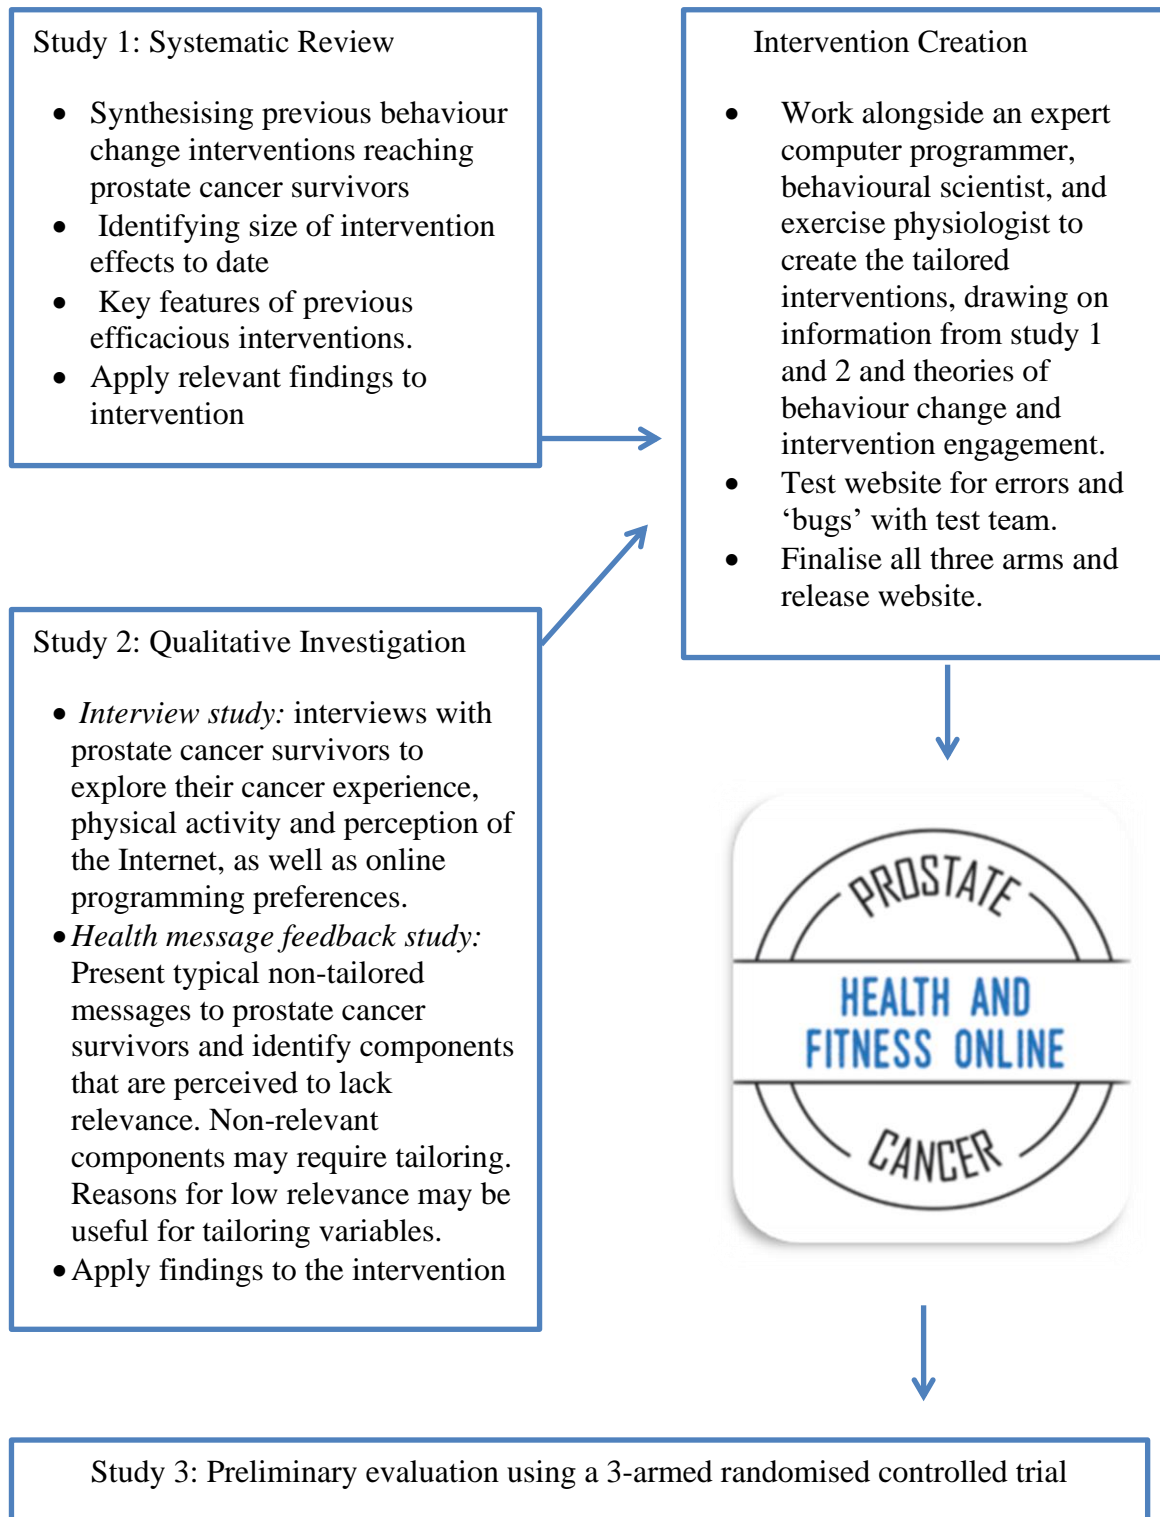 Study 1: Systematic Review
• Synthesising previous behaviour
change interventions reaching
prostate cancer survivors
• Identifying size of intervention
effects to date
• Key features of previous
efficacious interventions.
• Apply relevant findings to
intervention
Intervention Creation
• Work alongside an expert
computer programmer,
behavioural scientist, and
exercise physiologist to
create the tailored
interventions, drawing on
information from study 1
and 2 and theories of
behaviour change and
intervention engagement.
• Test website for errors and
‘bugs’ with test team.
• Finalise all three arms and
release website.
Study 2: Qualitative Investigation
• Interview study: interviews with
prostate cancer survivors to
explore their cancer experience,
physical activity and perception of
the Internet, as well as online
programming preferences.
• Health message feedback study:
Present typical non-tailored
messages to prostate cancer
survivors and identify components
that are perceived to lack
relevance. Non-relevant
components may require tailoring.
Reasons for low relevance may be
useful for tailoring variables.
• Apply findings to the intervention
PROSTATE
HEALTH AND
FITNESS ONLINE
CANCER
Study 3: Preliminary evaluation using a 3-armed randomised controlled trial